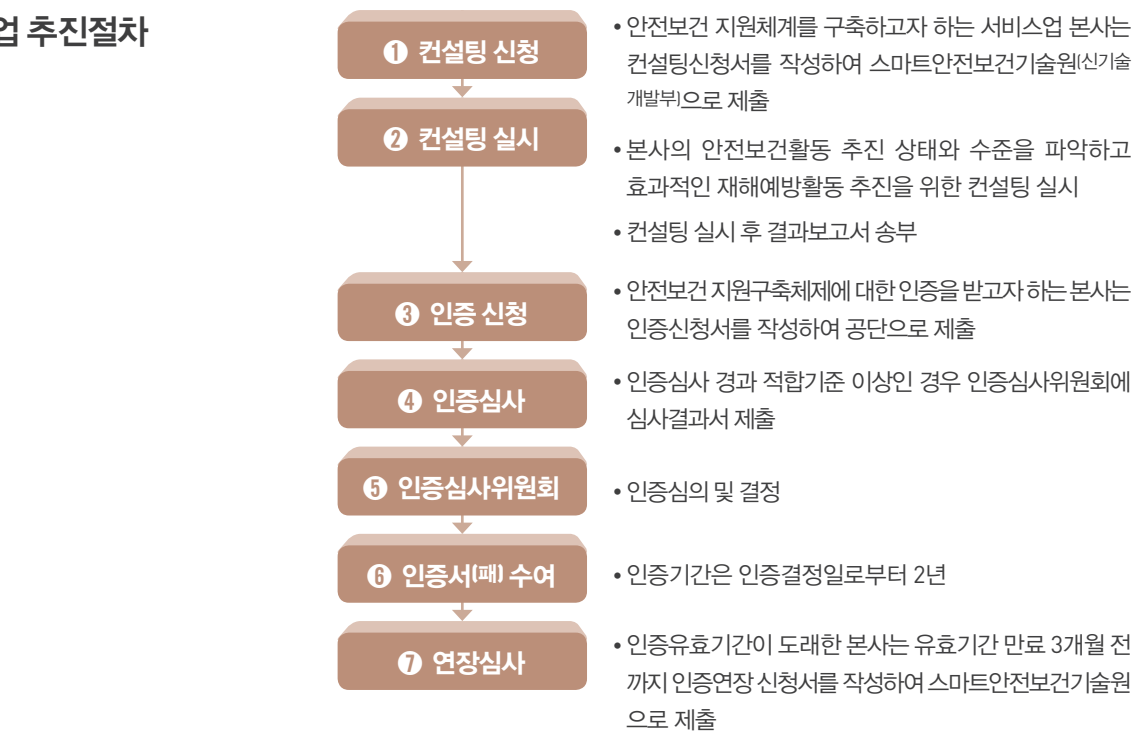 업 추진절차
❶ 컨설팅 신청
• 안전보건 지원체계를 구축하고자 하는 서비스업 본사는
컨설팅신청서를 작성하여 스마트안전보건기술원(신기술
개발부)으로 제출
❷ 컨설팅 실시
• 본사의 안전보건활동 추진 상태와 수준을 파악하고
효과적인 재해예방활동 추진을 위한 컨설팅 실시
• 컨설팅 실시 후 결과보고서 송부
❸ 인증 신청
• 안전보건 지원구축체제에 대한 인증을 받고자 하는 본사는
인증신청서를 작성하여 공단으로 제출
❹ 인증심사
• 인증심사 경과 적합기준 이상인 경우 인증심사위원회에
심사결과서 제출
❺ 인증심사위원회
• 인증심의 및 결정
❻ 인증서(패) 수여
• 인증기간은 인증결정일로부터 2년
❼ 연장심사
• 인증유효기간이 도래한 본사는 유효기간 만료 3개월 전
까지 인증연장 신청서를 작성하여 스마트안전보건기술원
으로 제출